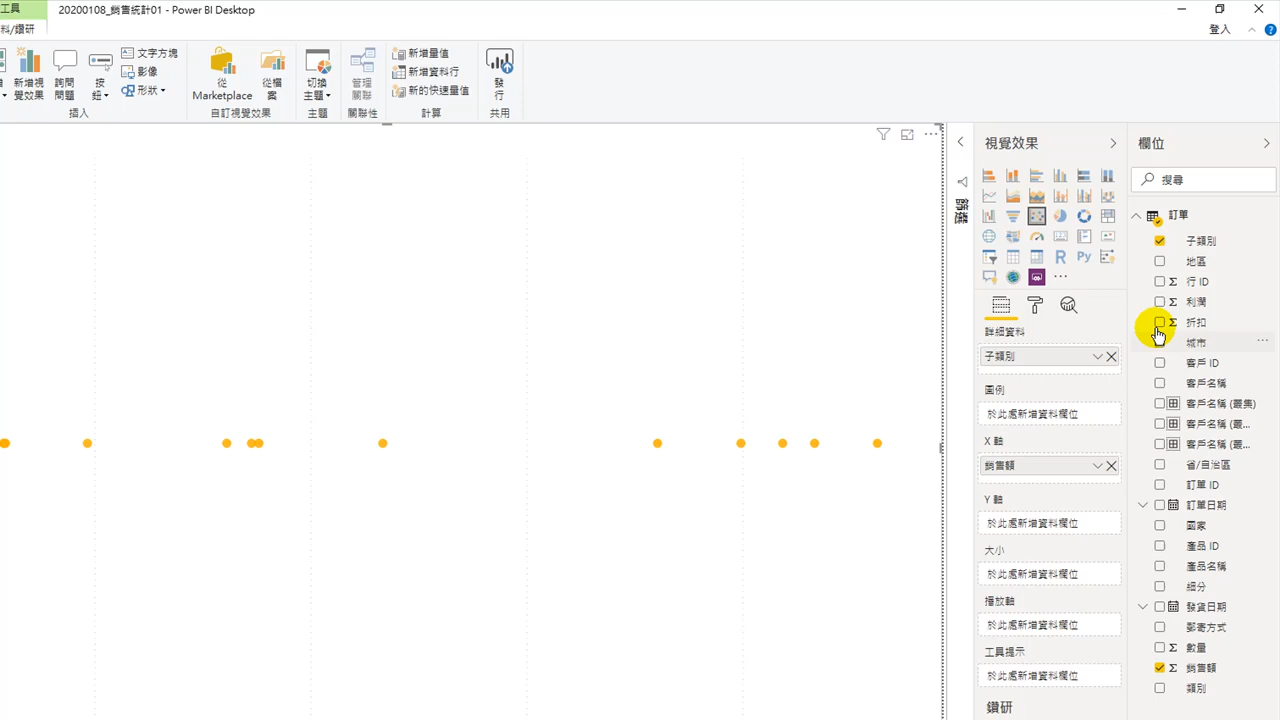 工具
20200108_銷售統計01 - Power BI Desktop
料/鑽研
登入
新增視
覺效果
詢問
問題
按
鈕
文字方塊
影像
形狀
插入
從
Marketplace
從檔
案
自訂視覺效果
切換
主題
主題
管理
關聯
關聯性
新增量值
新增資料行
新的快速量值
計算
發
行
共用
篩選
視覺效果
R
Py
詳細資料
子類別
圖例
於此處新增資料欄位
X 軸
銷售額
Y 軸
於此處新增資料欄位
大小
於此處新增資料欄位
播放軸
於此處新增資料欄位
工具提示
於此處新增資料欄位
鑽研
欄位
搜尋
訂單
子類別
地區
行 ID
利潤
折扣
城市
客戶 ID
客戶名稱
客戶名稱 (叢集)
客戶名稱 (叢...
客戶名稱 (叢...
省/自治區
訂單 ID
訂單日期
國家
產品 ID
產品名稱
細分
發貨日期
郵寄方式
數量
銷售額
類別